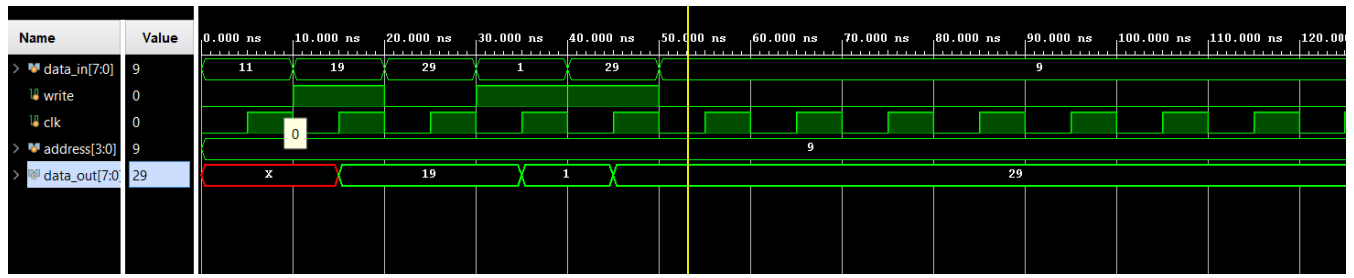 Name Value 0.000 ns 10.000 ns 20.000 ns 30.000 ns 40.000 ns 50.000 ns 60.000 ns 70.000 ns 80.000 ns 90.000 ns 100.000 ns 110.000 ns 120.00
data_in[7:0] 9 11 19 29 1 29 9
write 0
clk 0
0
address[3:0] 9 9
data_out[7:0] 29 X 19 1 29